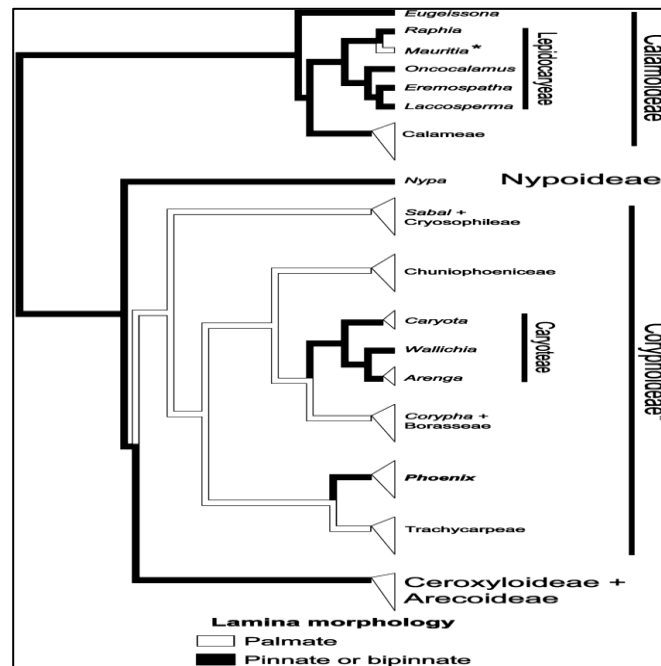 Eugeissona
Raphia
Mauritia*
Oncocalamus
Eremospatha
Laccosperma
Calameae
Lepidocaryeae
Calamoideae
Nypa
Nypoideae
Sabal +
Cryosophileae
Chuniophoeniceae
Caryota
Wallichia
Arenga
Caryoteae
Corypha +
Borasseae
Phoenix
Trachycarpeae
Coryphoideae
Ceroxyloideae +
Arecoideae
Lamina morphology
Palmate
Pinnate or bipinnate